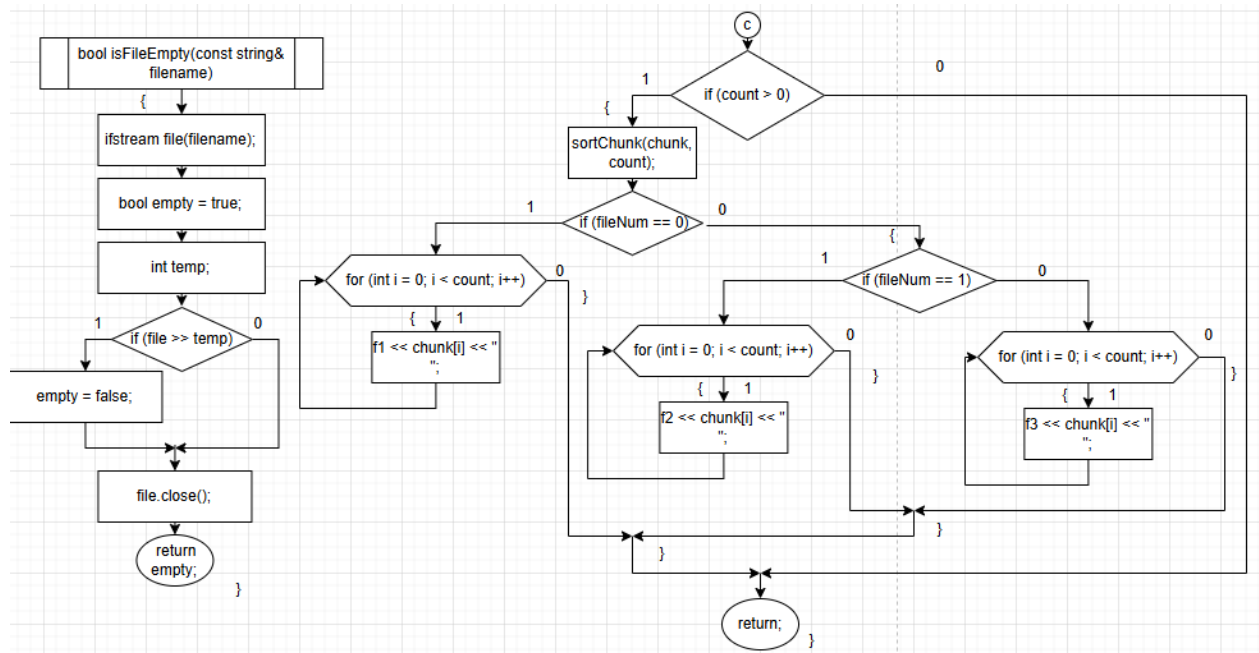 bool isFileEmpty(const string&
filename)
{
ifstream file(filename);
bool empty = true;
int temp;
if (file >> temp)
1
0
empty = false;
file.close();
return
empty;
}
c
if (count > 0)
1
0
{
sortChunk(chunk,
count);
if (fileNum == 0)
1
0
for (int i = 0; i < count; i++)
0
}
{
1
f1 << chunk[i] << "
";
{
if (fileNum == 1)
1
0
for (int i = 0; i < count; i++)
0
}
{
1
f2 << chunk[i] << "
";
for (int i = 0; i < count; i++)
0
}
{
1
f3 << chunk[i] << "
";
}
}
return;
}